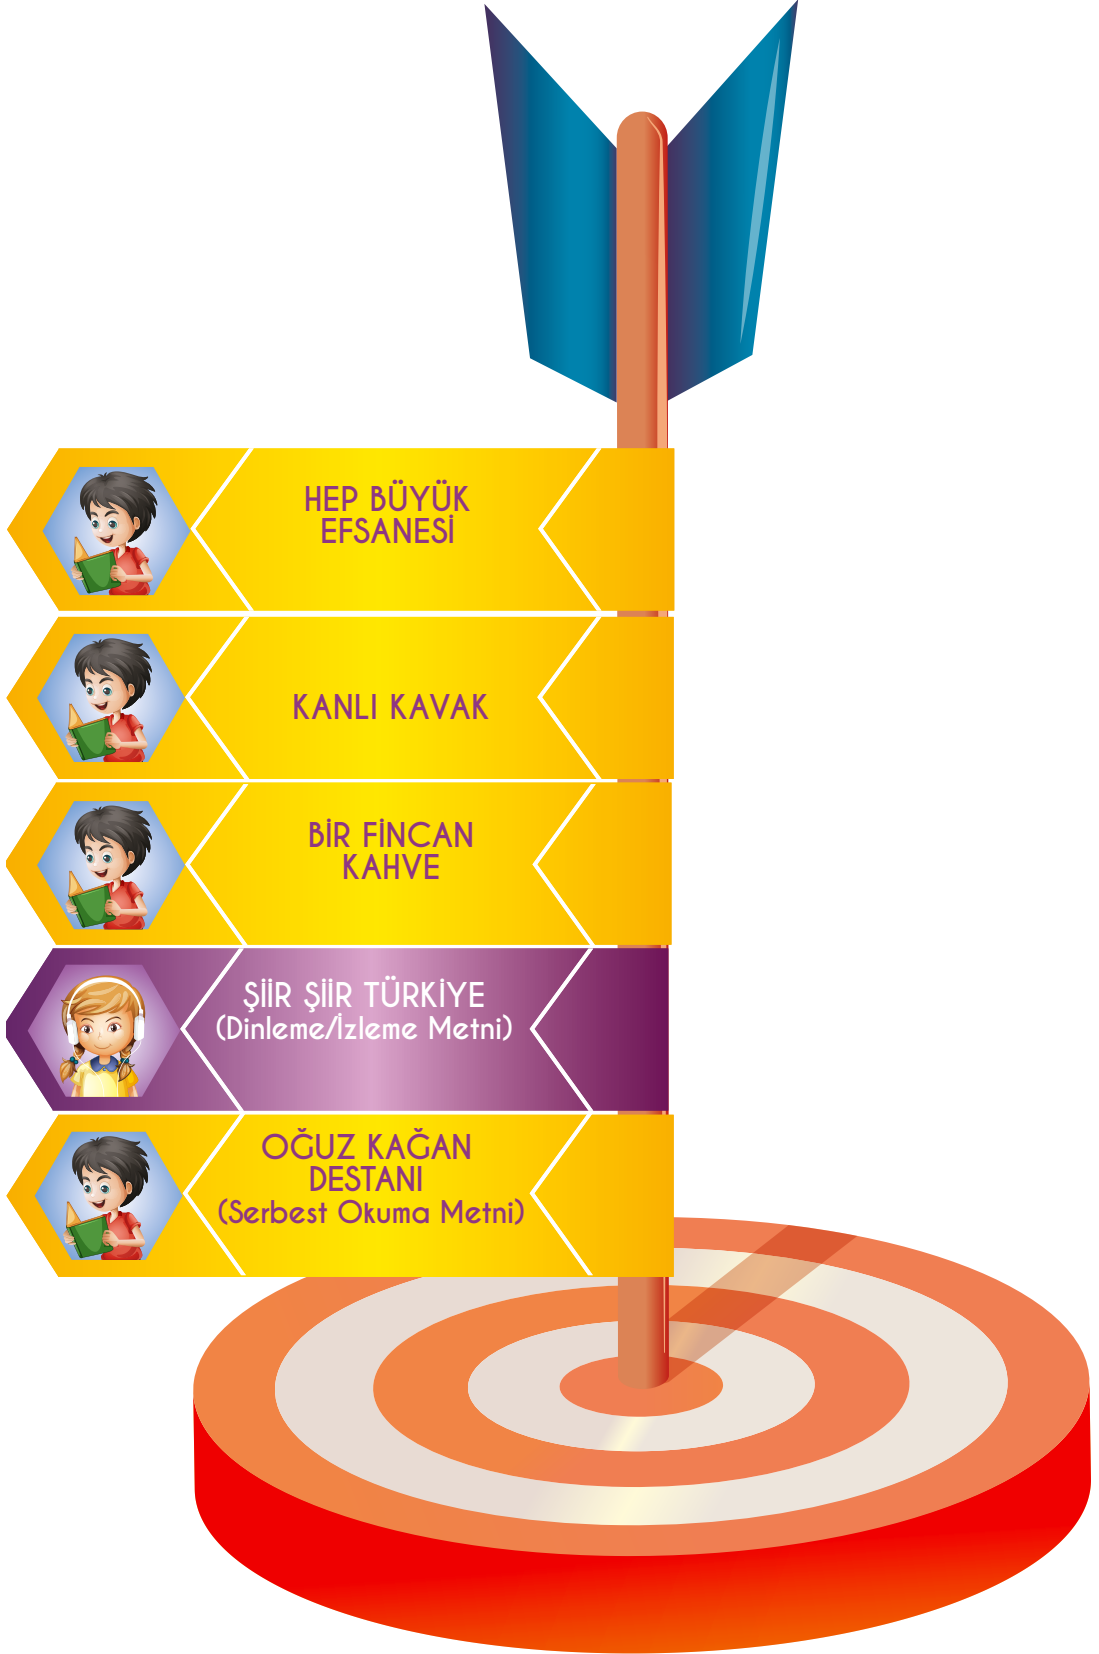 HEP BÜYÜK
EFSANESİ
KANLI KAVAK
BİR FİNCAN
KAHVE
ŞİİR ŞİİR TÜRKİYE
(Dinleme/İzleme Metni)
OĞUZ KAĞAN
DESTANI
(Serbest Okuma Metni)